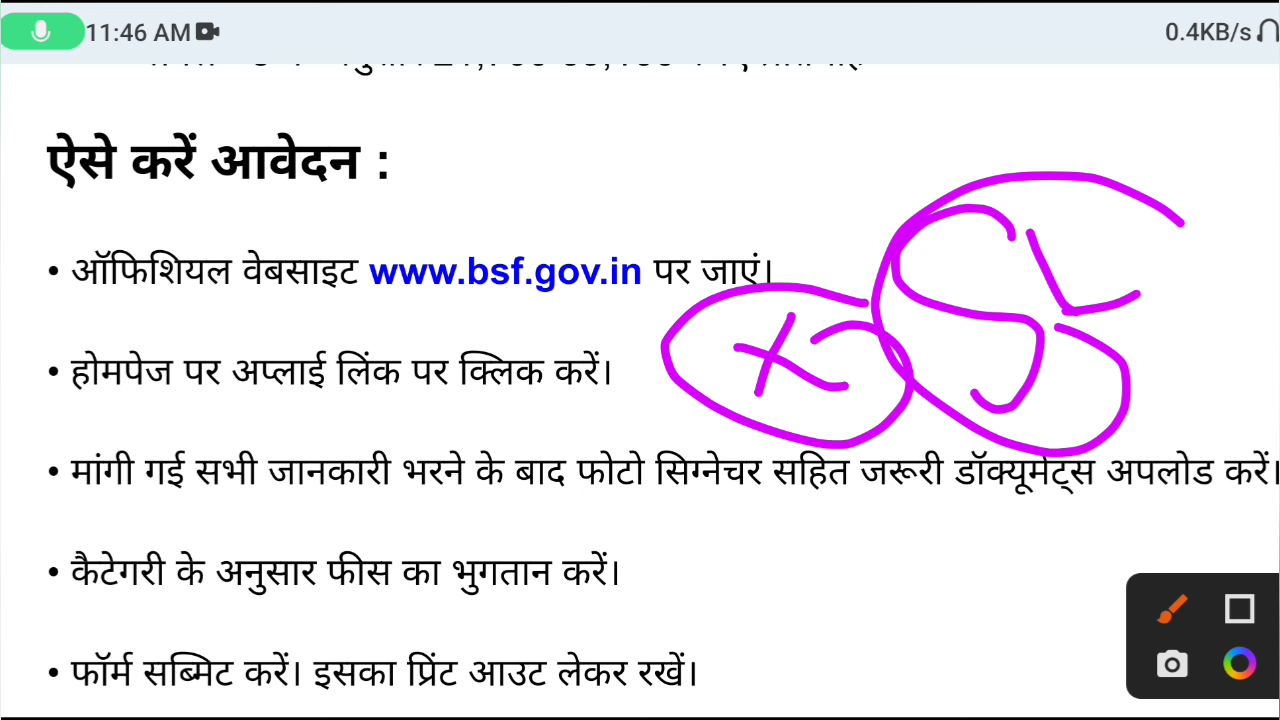 11:46 AM 0.4KB/s
ऐसे करें आवेदन :
• ऑफिशियल वेबसाइट www.bsf.gov.in पर जाएं।
• होमपेज पर अप्लाई लिंक पर क्लिक करें।
• मांगी गई सभी जानकारी भरने के बाद फोटो सिग्नेचर सहित जरूरी डॉक्यूमेंट्स अपलोड करें।
• कैटेगरी के अनुसार फीस का भुगतान करें।
• फॉर्म सब्मिट करें। इसका प्रिंट आउट लेकर रखें।